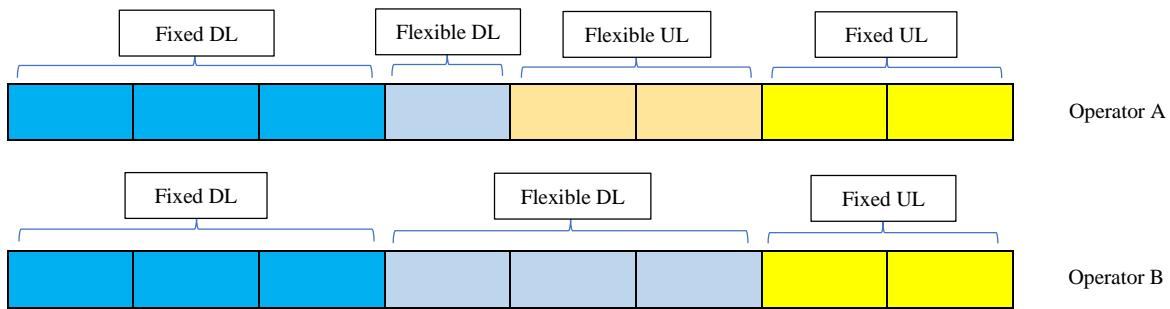 Fixed DL
Flexible DL
Flexible UL
Fixed UL
Operator A
Fixed DL
Flexible DL
Fixed UL
Operator B